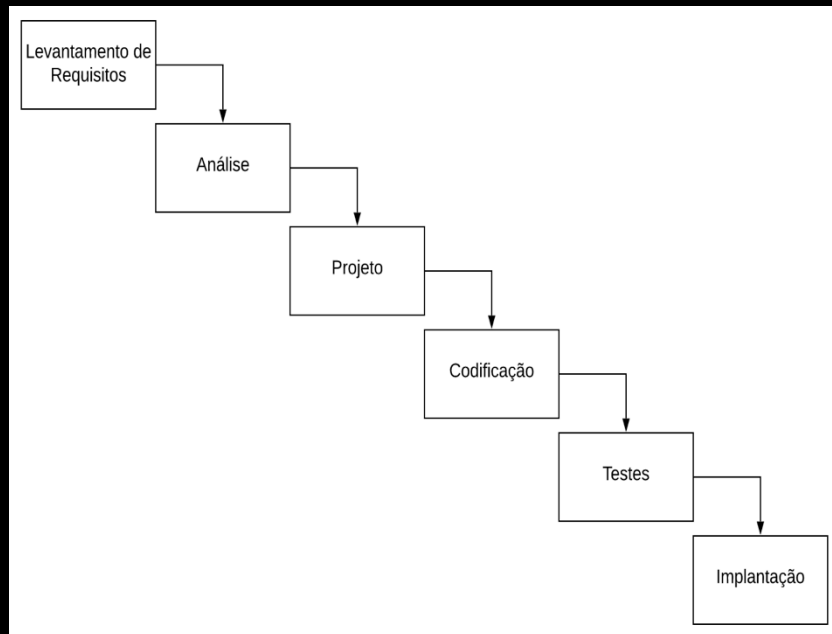 Levantamento de
Requisitos
Análise
Projeto
Codificação
Testes
Implantação